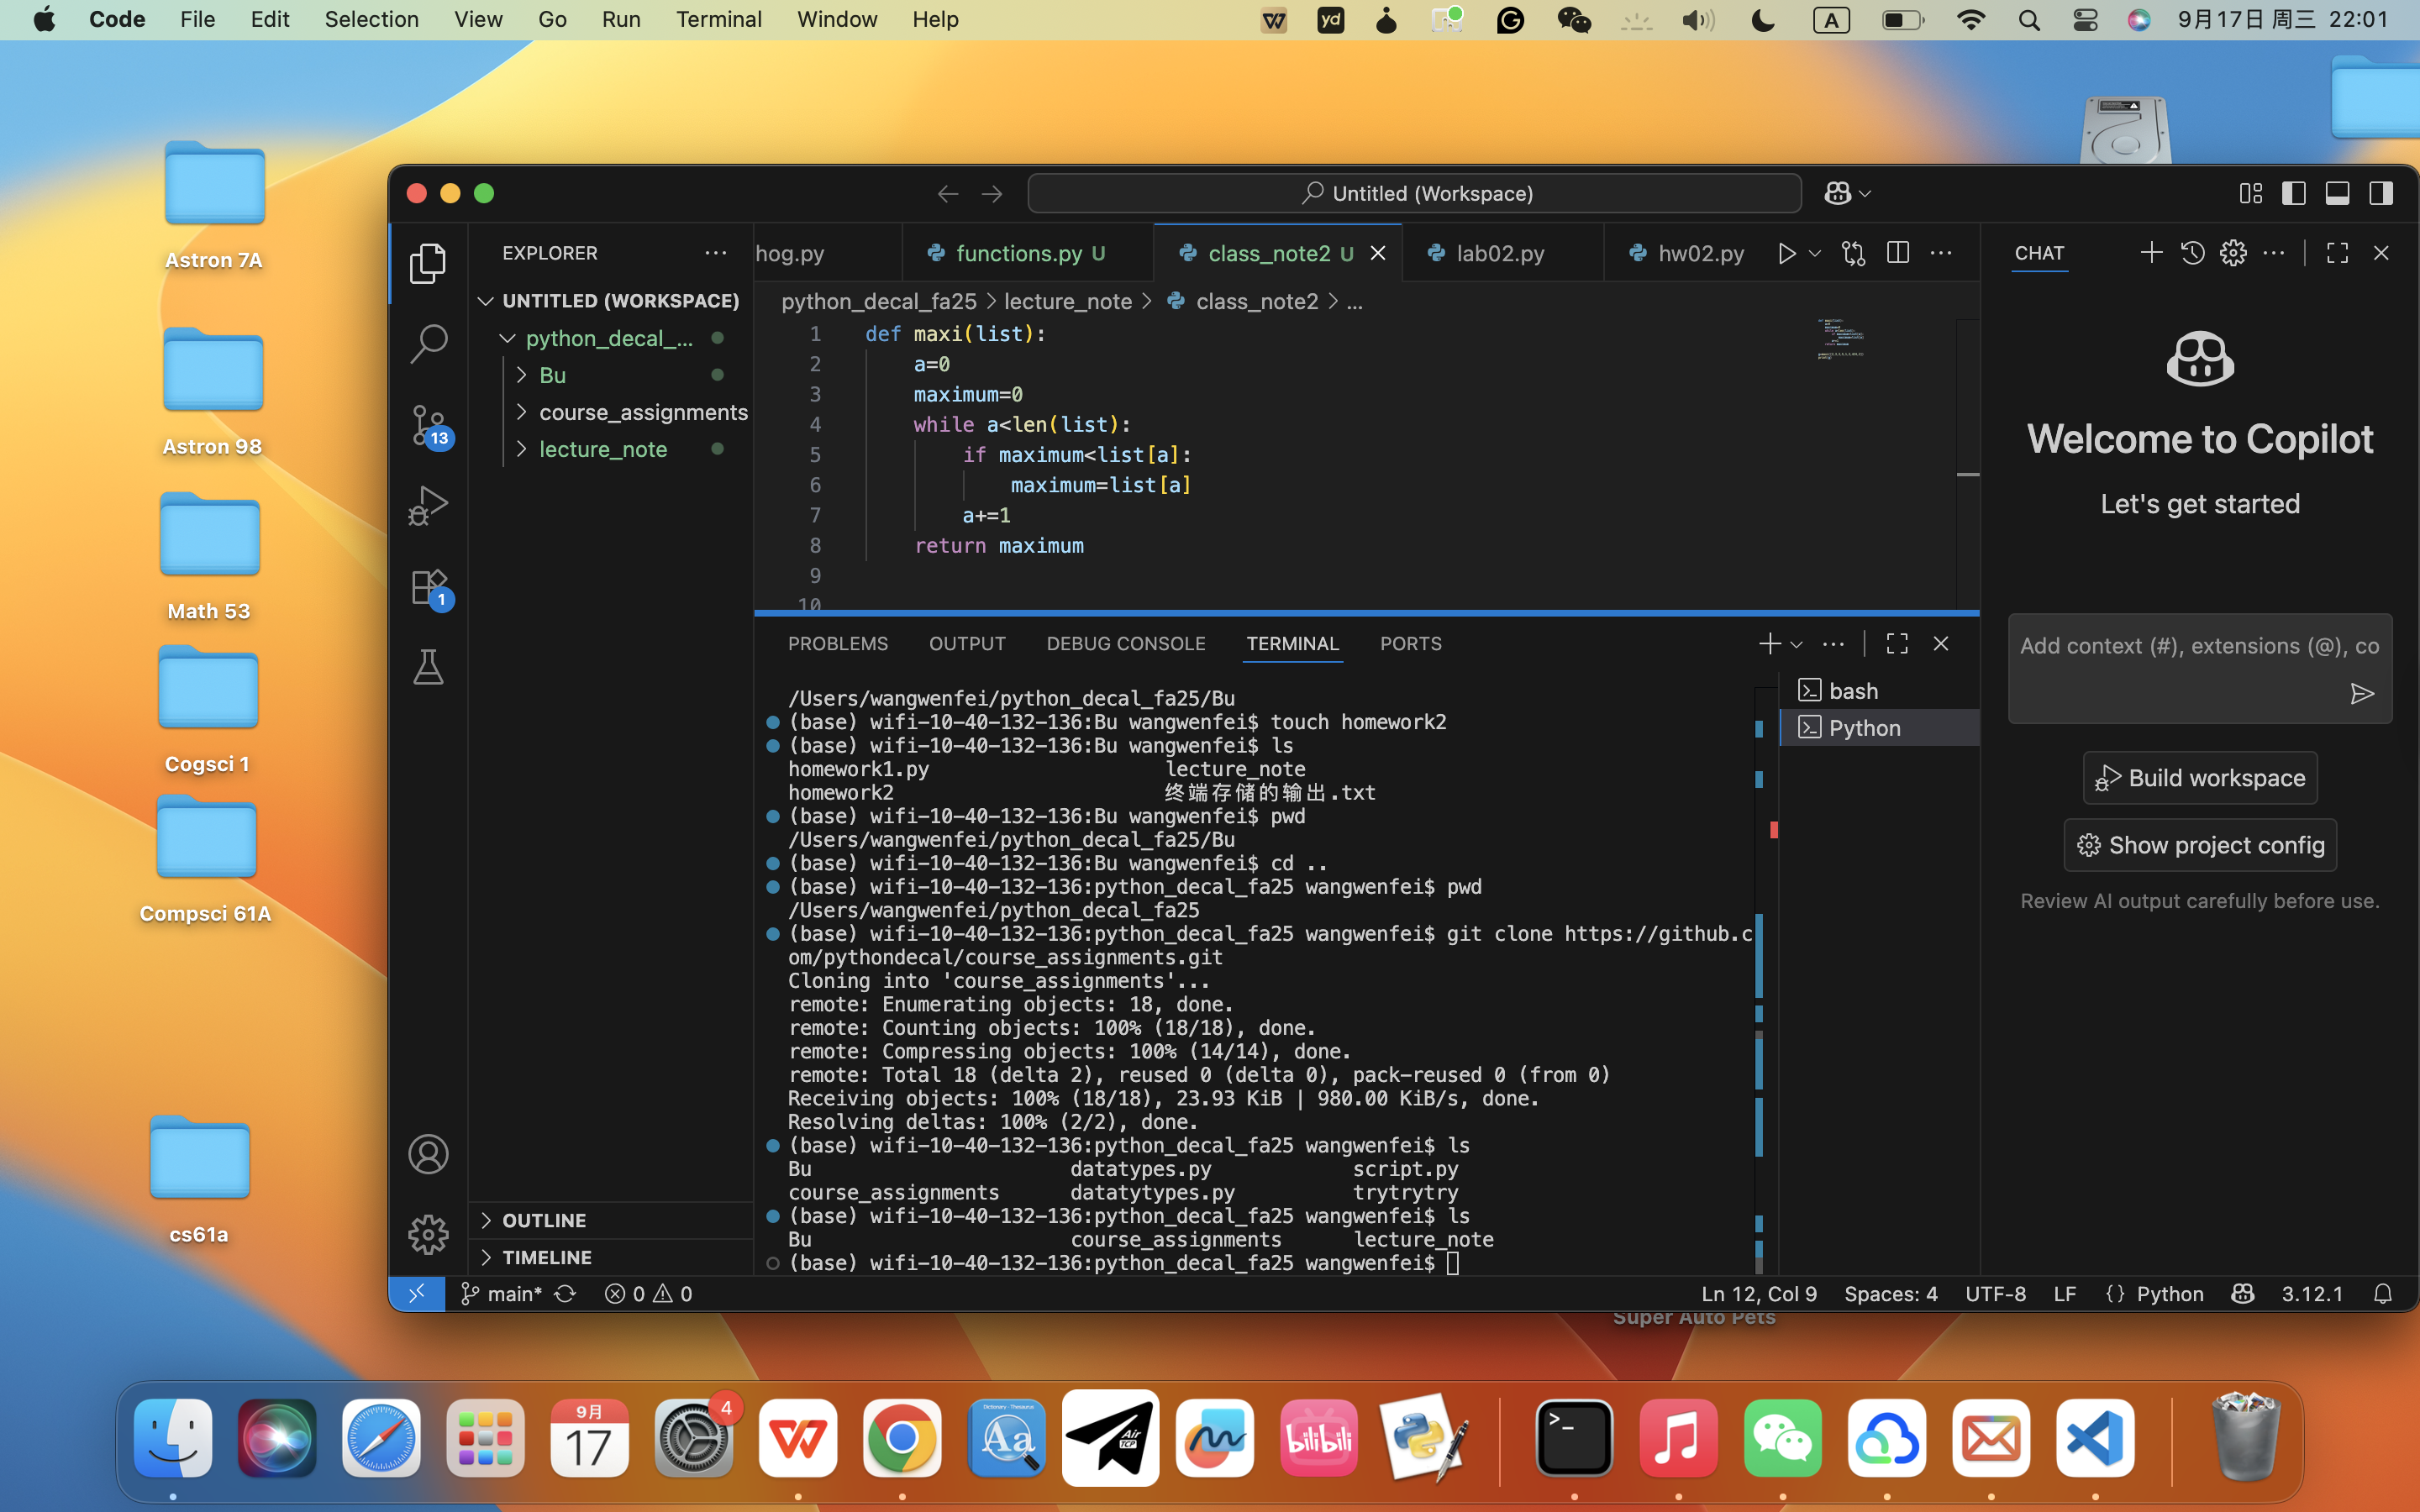 Code File Edit Selection View Go Run Terminal Window Help
yd
A
9月17日 周三 22:01
Astron 7A
Astron 98
Math 53
Cogsci 1
Compsci 61A
cs61a
Untitled (Workspace)
EXPLORER
UNTITLED (WORKSPACE)
python_decal_...
Bu
course_assignments
lecture_note
13
1
OUTLINE
TIMELINE
hog.py
functions.py U
class_note2 U
lab02.py
hw02.py
python_decal_fa25 > lecture_note > class_note2 > ...
1 def maxi(list):
2 a=0
3 maximum=0
4 while a<len(list):
5 if maximum<list[a]:
6 maximum=list[a]
7 a+=1
8 return maximum
9
10
PROBLEMS OUTPUT DEBUG CONSOLE TERMINAL PORTS
/Users/wangwenfei/python_decal_fa25/Bu
(base) wifi-10-40-132-136:Bu wangwenfei$ touch homework2
(base) wifi-10-40-132-136:Bu wangwenfei$ ls
homework1.py lecture_note
homework2 终端存储的输出.txt
(base) wifi-10-40-132-136:Bu wangwenfei$ pwd
/Users/wangwenfei/python_decal_fa25/Bu
(base) wifi-10-40-132-136:Bu wangwenfei$ cd ..
(base) wifi-10-40-132-136:python_decal_fa25 wangwenfei$ pwd
/Users/wangwenfei/python_decal_fa25
(base) wifi-10-40-132-136:python_decal_fa25 wangwenfei$ git clone https://github.c
om/pythondecal/course_assignments.git
Cloning into 'course_assignments'...
remote: Enumerating objects: 18, done.
remote: Counting objects: 100% (18/18), done.
remote: Compressing objects: 100% (14/14), done.
remote: Total 18 (delta 2), reused 0 (delta 0), pack-reused 0 (from 0)
Receiving objects: 100% (18/18), 23.93 KiB | 980.00 KiB/s, done.
Resolving deltas: 100% (2/2), done.
(base) wifi-10-40-132-136:python_decal_fa25 wangwenfei$ ls
Bu datatypes.py script.py
course_assignments datatytypes.py trytrytry
(base) wifi-10-40-132-136:python_decal_fa25 wangwenfei$ ls
Bu course_assignments lecture_note
(base) wifi-10-40-132-136:python_decal_fa25 wangwenfei$
bash
Python
CHAT
Welcome to Copilot
Let's get started
Add context (#), extensions (@), co
Build workspace
Show project config
Review AI output carefully before use.
main* 0 0
Ln 12, Col 9 Spaces: 4 UTF-8 LF {} Python 3.12.1
Super Auto Pets
9月
17
4
Dictionary · Thesaurus
Aa
Air
TCP
bilibili
>_